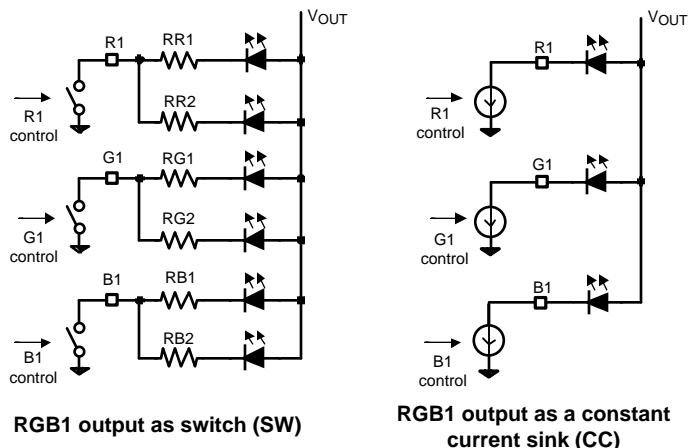 VOUT
R1
RR1
R1
control
RR2
G1
RG1
G1
control
RG2
B1
RB1
B1
control
RB2
RGB1 output as switch (SW)
VOUT
R1
R1
control
G1
G1
control
B1
B1
control
RGB1 output as a constant
current sink (CC)